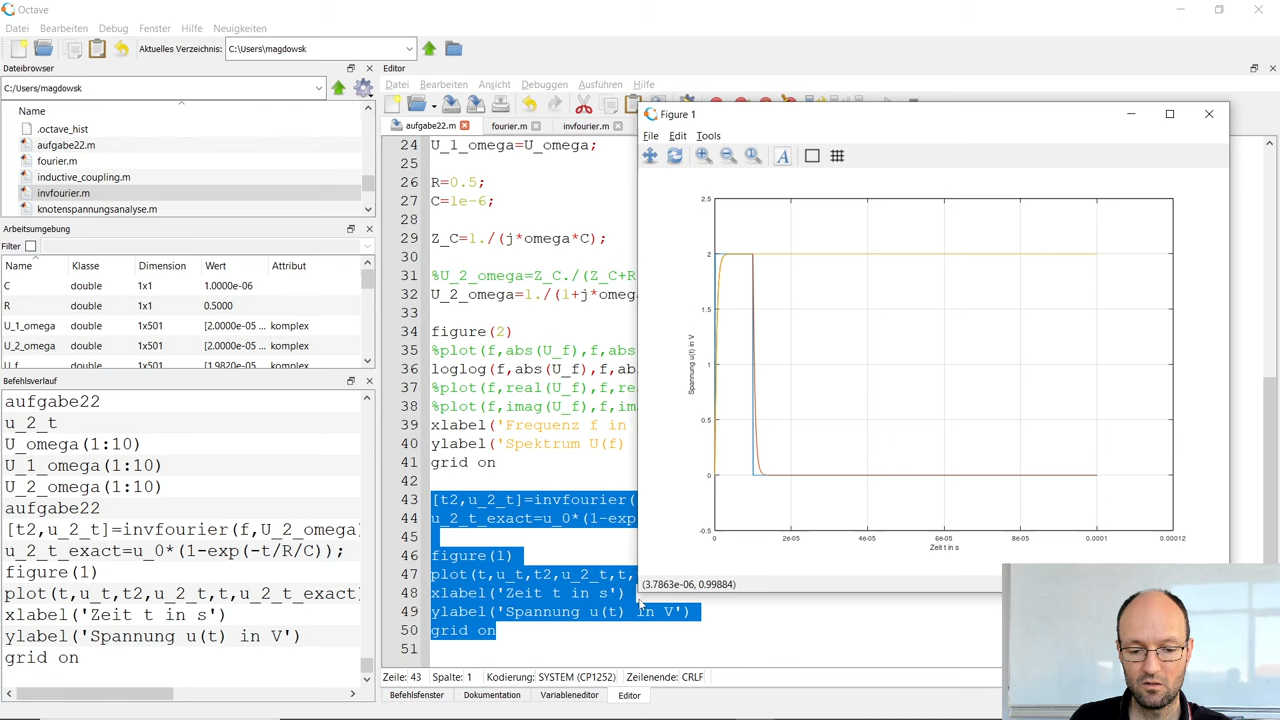 Octave
Datei Bearbeiten Debug Fenster Hilfe Neuigkeiten
Aktuelles Verzeichnis: C:\Users\magdowsk
Dateibrowser
C:/Users/magdowsk
Name
.octave_hist
aufgabe22.m
fourier.m
inductive_coupling.m
invfourier.m
knotenspannungsanalyse.m
Arbeitsumgebung
Filter
Name Klasse Dimension Wert Attribut
C double 1x1 1.0000e-06
R double 1x1 0.5000
U_1_omega double 1x501 [2.0000e-05 ... komplex
U_2_omega double 1x501 [2.0000e-05 ... komplex
U_f double 1x501 [1.9820e-05 ... komplex
Befehlsverlauf
aufgabe22
u_2_t
U_omega(1:10)
U_1_omega(1:10)
U_2_omega(1:10)
aufgabe22
[t2,u_2_t]=invfourier(f,U_2_omega)
u_2_t_exact=u_0*(1-exp(-t/R/C));
figure(1)
plot(t,u_t,t2,u_2_t,t,u_2_t_exact)
xlabel('Zeit t in s')
ylabel('Spannung u(t) in V')
grid on
Editor
Datei Bearbeiten Ansicht Debuggen Ausführen Hilfe
aufgabe22.m fourier.m invfourier.m
24 U_1_omega=U_omega;
25
26 R=0.5;
27 C=1e-6;
28
29 Z_C=1./(j*omega*C);
30
31 %U_2_omega=Z_C./(Z_C+R
32 U_2_omega=1./(1+j*omeg
33
34 figure(2)
35 %plot(f,abs(U_f),f,abs
36 loglog(f,abs(U_f),f,ab
37 %plot(f,real(U_f),f,re
38 %plot(f,imag(U_f),f,im
39 xlabel('Frequenz f in
40 ylabel('Spektrum U(f)
41 grid on
42
43 [t2,u_2_t]=invfourier(
44 u_2_t_exact=u_0*(1-exp
45
46 figure(1)
47 plot(t,u_t,t2,u_2_t,t,
48 xlabel('Zeit t in s')
49 ylabel('Spannung u(t) in V')
50 grid on
51
Zeile: 43 Spalte: 1 Kodierung: SYSTEM (CP1252) Zeilenende: CRLF
Befehlsfenster Dokumentation Variableneditor Editor
Figure 1
File Edit Tools
A
2.5
2
1.5
1
0.5
0
-0.5
Spannung u(t) in V
0 2e-05 4e-05 6e-05 8e-05 0.0001 0.00012
Zeit t in s
(3.7863e-06, 0.99884)